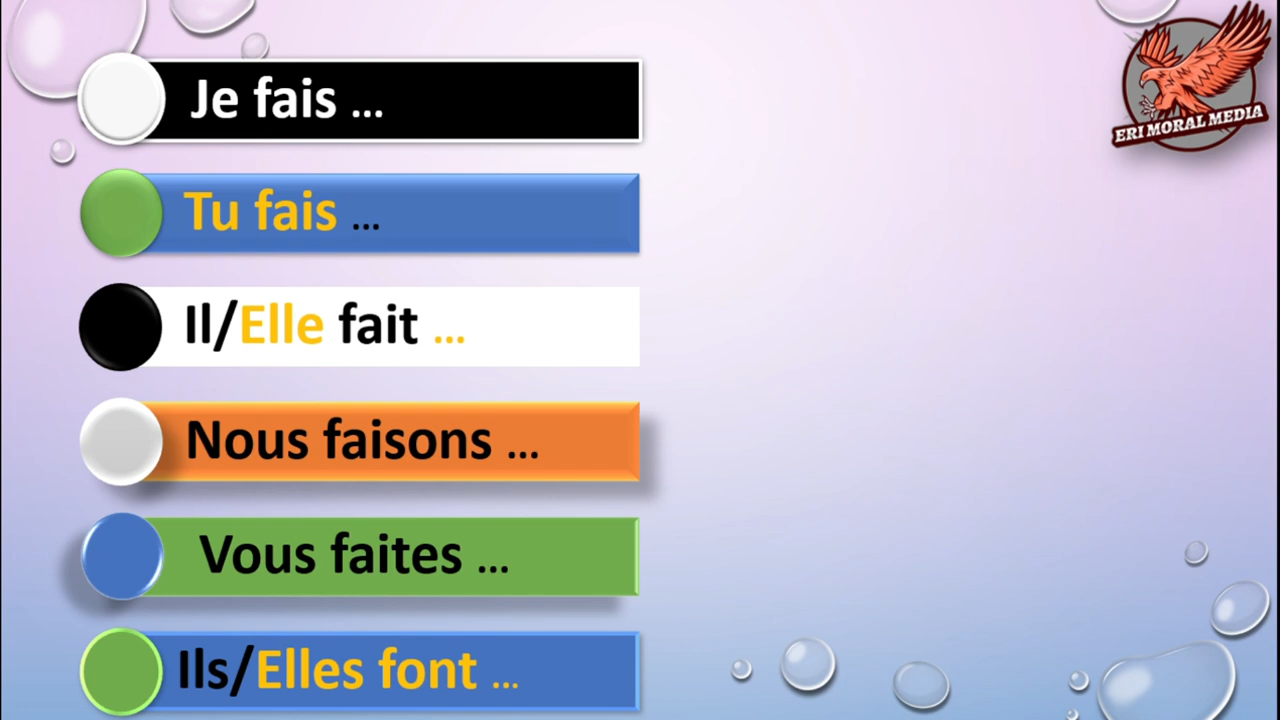 Je fais ...
Tu fais ...
Il/Elle fait ...
Nous faisons ...
Vous faites ...
Ils/Elles font ...
ERI MORAL MEDIA